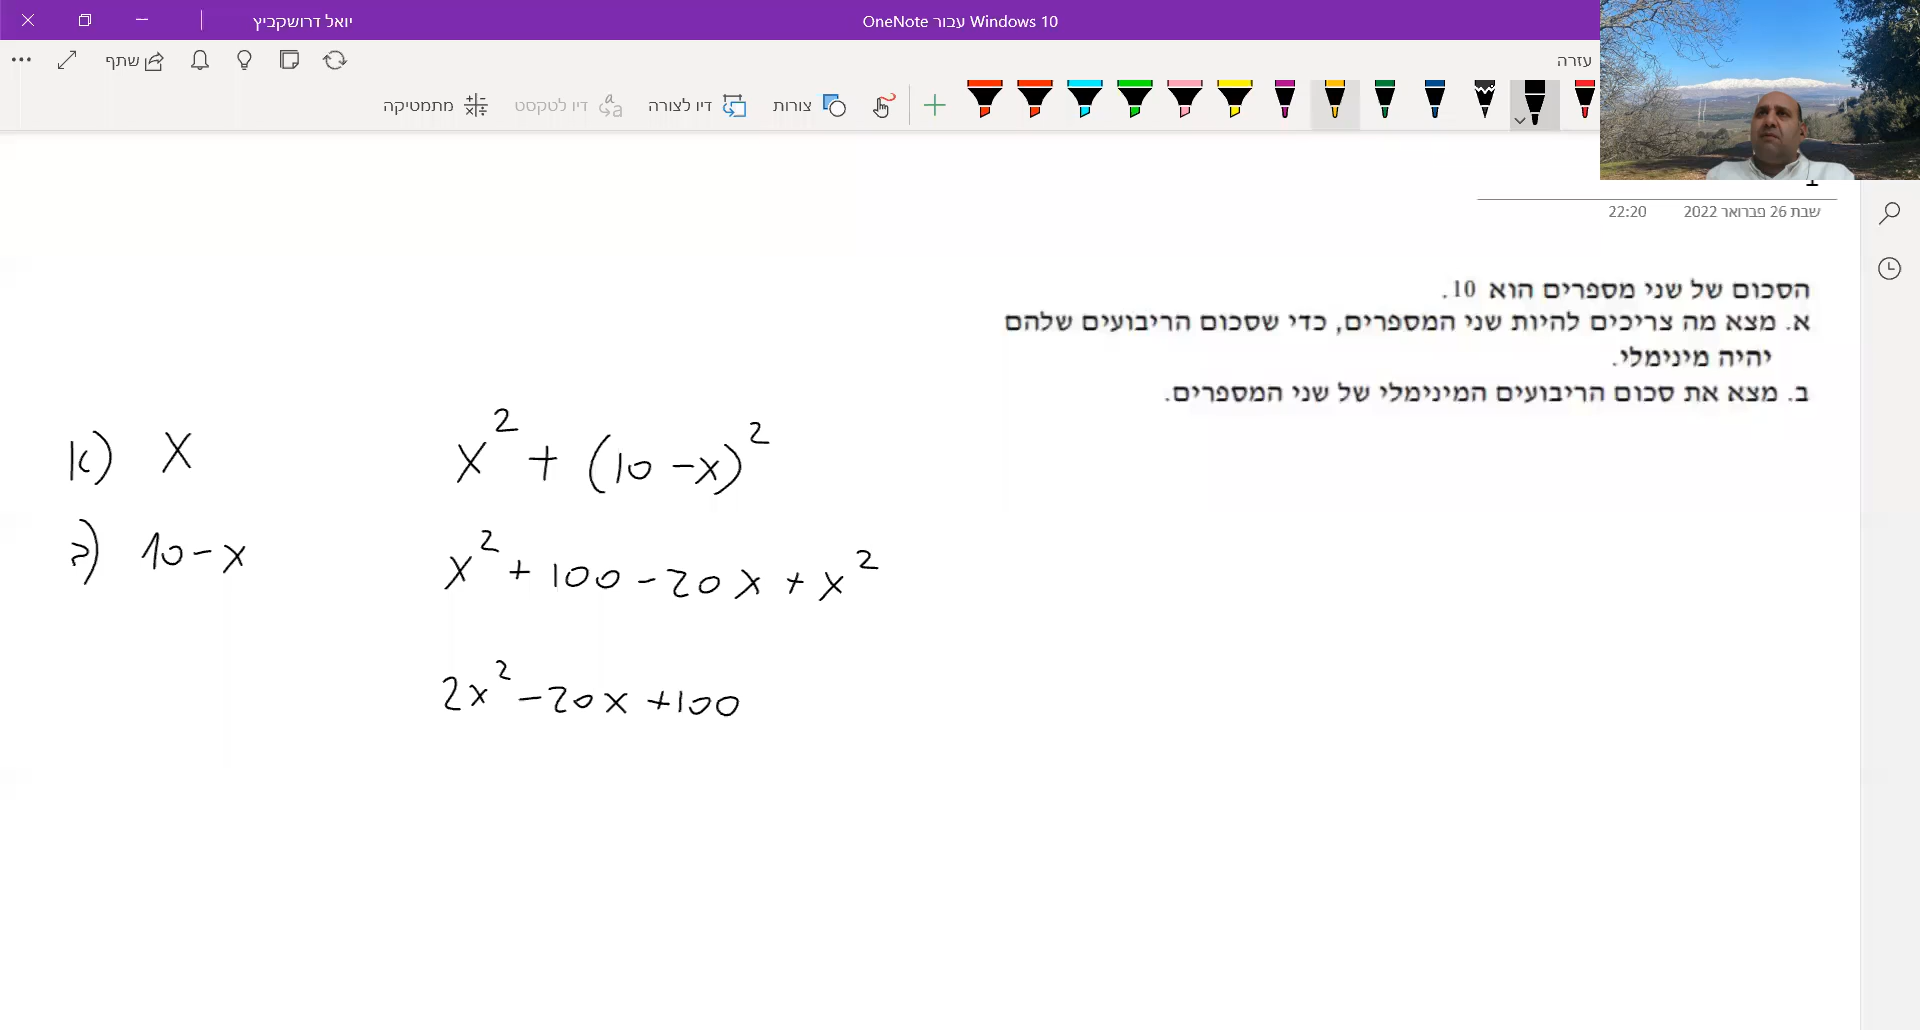 יואל דרושקביץ
OneNote עבור Windows 10
שתף
עזרה
מתמטיקה
דיו לטקסט
דיו לצורה
צורות
שבת 26 פברואר 2022 22:20
הסכום של שני מספרים הוא 10.
א. מצא מה צריכים להיות שני המספרים, כדי שסכום הריבועים שלהם
יהיה מינימלי.
ב. מצא את סכום הריבועים המינימלי של שני המספרים.
א) x
x² + (10 - x)²
ב) 10 - x
x² + 100 - 20x + x²
2x² - 20x + 100